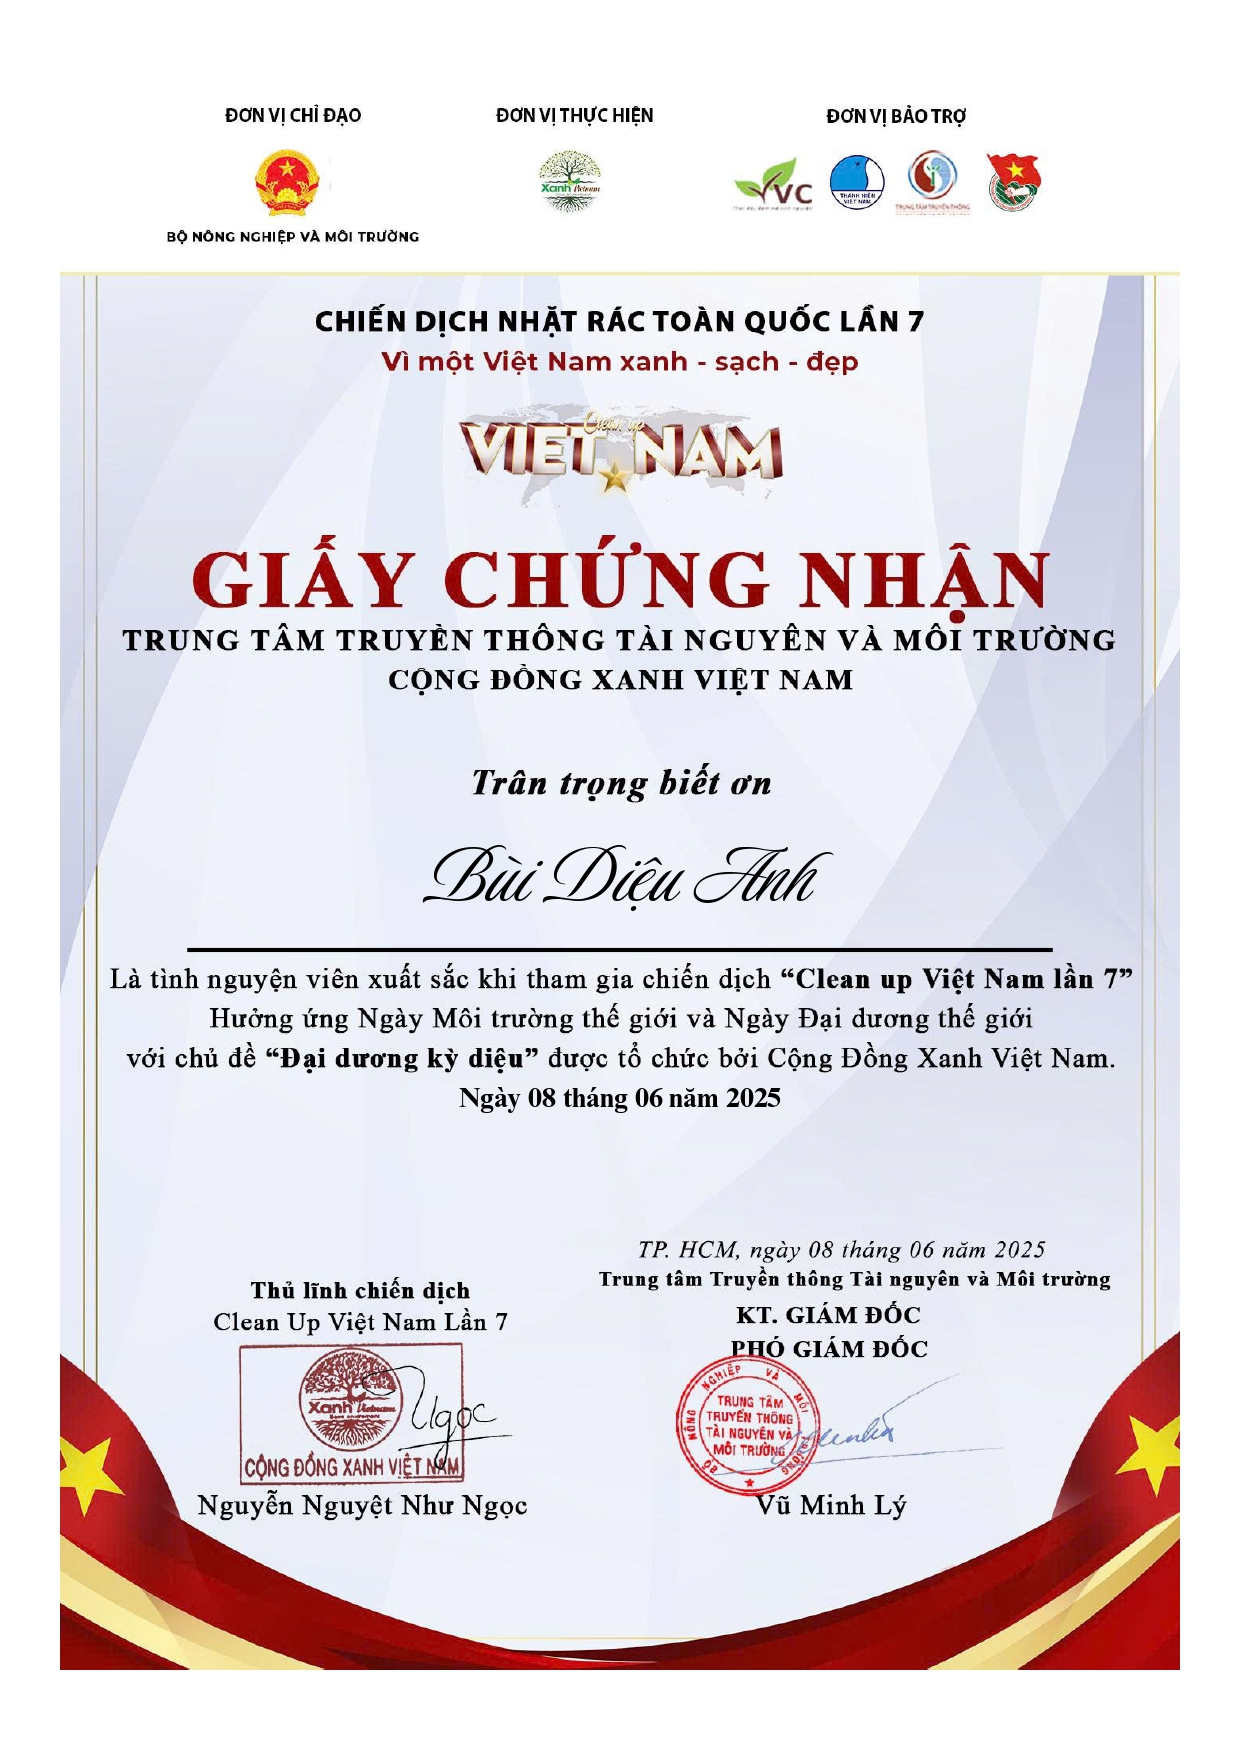 ĐƠN VỊ CHỈ ĐẠO
ĐƠN VỊ THỰC HIỆN
ĐƠN VỊ BẢO TRỢ
Xanh Vietnam
VVC
THANH NIÊN
VIỆT NAM
TRUNG TÂM TRUYỀN THÔNG
BỘ NÔNG NGHIỆP VÀ MÔI TRƯỜNG
CHIẾN DỊCH NHẶT RÁC TOÀN QUỐC LẦN 7
Vì một Việt Nam xanh - sạch - đẹp
Clean up
VIET NAM
GIẤY CHỨNG NHẬN
TRUNG TÂM TRUYỀN THÔNG TÀI NGUYÊN VÀ MÔI TRƯỜNG
CỘNG ĐỒNG XANH VIỆT NAM
Trân trọng biết ơn
Bùi Diệu Anh
Là tình nguyện viên xuất sắc khi tham gia chiến dịch “Clean up Việt Nam lần 7”
Hưởng ứng Ngày Môi trường thế giới và Ngày Đại dương thế giới
với chủ đề “Đại dương kỳ diệu” được tổ chức bởi Cộng Đồng Xanh Việt Nam.
Ngày 08 tháng 06 năm 2025
TP. HCM, ngày 08 tháng 06 năm 2025
Trung tâm Truyền thông Tài nguyên và Môi trường
KT. GIÁM ĐỐC
PHÓ GIÁM ĐỐC
Thủ lĩnh chiến dịch
Clean Up Việt Nam Lần 7
Xanh Vietnam
Save environment
Ngọc
CỘNG ĐỒNG XANH VIỆT NAM
BỘ NÔNG NGHIỆP VÀ MÔI TRƯỜNG
TRUNG TÂM
TRUYỀN THÔNG
TÀI NGUYÊN VÀ
MÔI TRƯỜNG
Nguyễn Nguyệt Như Ngọc
Vũ Minh Lý